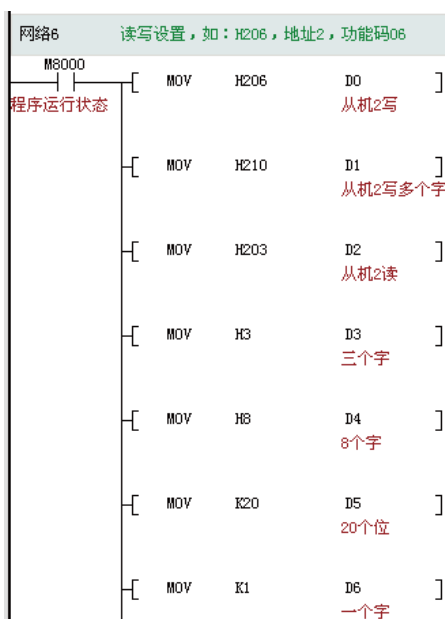 网络6 读写设置，如：H206，地址2，功能码06
M8000
MOV H206 D0
程序运行状态 从机2写
MOV H210 D1
从机2写多个字
MOV H203 D2
从机2读
MOV H3 D3
三个字
MOV H8 D4
8个字
MOV K20 D5
20个位
MOV K1 D6
一个字